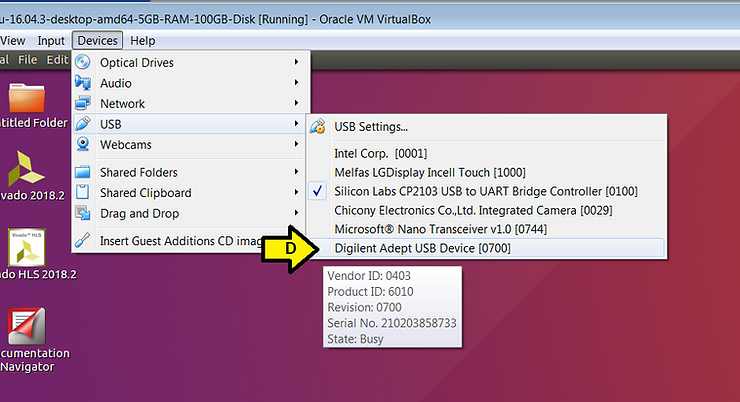 u-16.04.3-desktop-amd64-5GB-RAM-100GB-Disk [Running] - Oracle VM VirtualBox
View Input Devices Help
al File Edit
Optical Drives
Audio
Network
USB
Webcams
Shared Folders
Shared Clipboard
Drag and Drop
Insert Guest Additions CD imag
USB Settings...
Intel Corp. [0001]
Melfas LGDisplay Incell Touch [1000]
Silicon Labs CP2103 USB to UART Bridge Controller [0100]
Chicony Electronics Co.,Ltd. Integrated Camera [0029]
Microsoft® Nano Transceiver v1.0 [0744]
D
Digilent Adept USB Device [0700]
Vendor ID: 0403
Product ID: 6010
Revision: 0700
Serial No. 210203858733
State: Busy
ntitled Folder
ivado 2018.2
Vivado™ HLS
ado HLS 2018.2
cumentation
Navigator